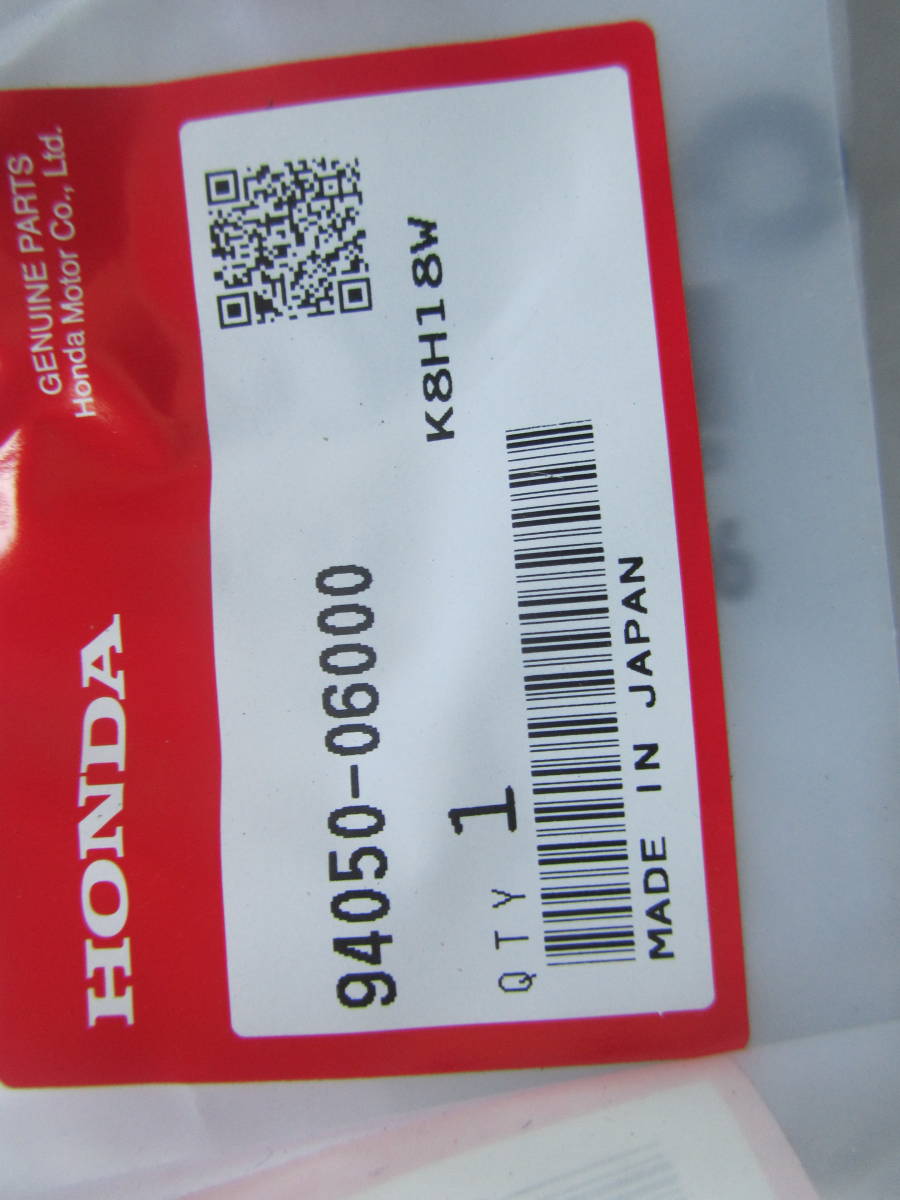 HONDA
GENUINE PARTS
Honda Motor Co., Ltd.
94050-06000
K8H18W
QTY 1
MADE IN JAPAN